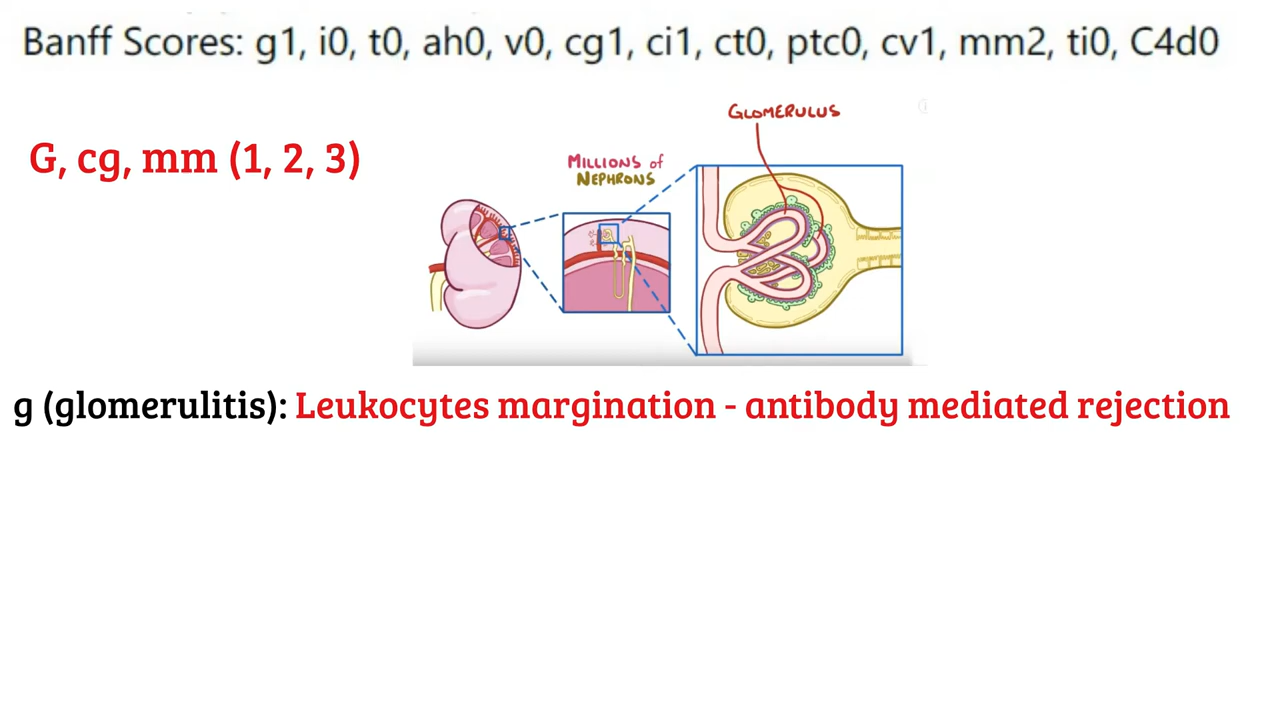 Banff Scores: g1, i0, t0, ah0, v0, cg1, ci1, ct0, ptc0, cv1, mm2, ti0, C4d0
G, cg, mm (1, 2, 3)
GLOMERULUS
MILLIONS of
NEPHRONS
g (glomerulitis): Leukocytes margination - antibody mediated rejection